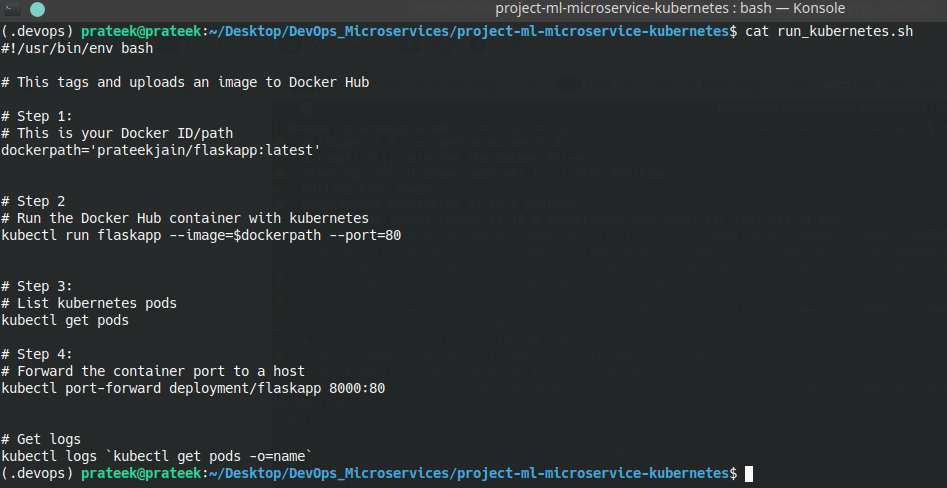 project-ml-microservice-kubernetes : bash — Konsole
(.devops) prateek@prateek:~/Desktop/DevOps_Microservices/project-ml-microservice-kubernetes$ cat run_kubernetes.sh
#!/usr/bin/env bash
# This tags and uploads an image to Docker Hub
# Step 1:
# This is your Docker ID/path
dockerpath='prateekjain/flaskapp:latest'
# Step 2
# Run the Docker Hub container with kubernetes
kubectl run flaskapp --image=$dockerpath --port=80
# Step 3:
# List kubernetes pods
kubectl get pods
# Step 4:
# Forward the container port to a host
kubectl port-forward deployment/flaskapp 8000:80
# Get logs
kubectl logs `kubectl get pods -o=name`
(.devops) prateek@prateek:~/Desktop/DevOps_Microservices/project-ml-microservice-kubernetes$